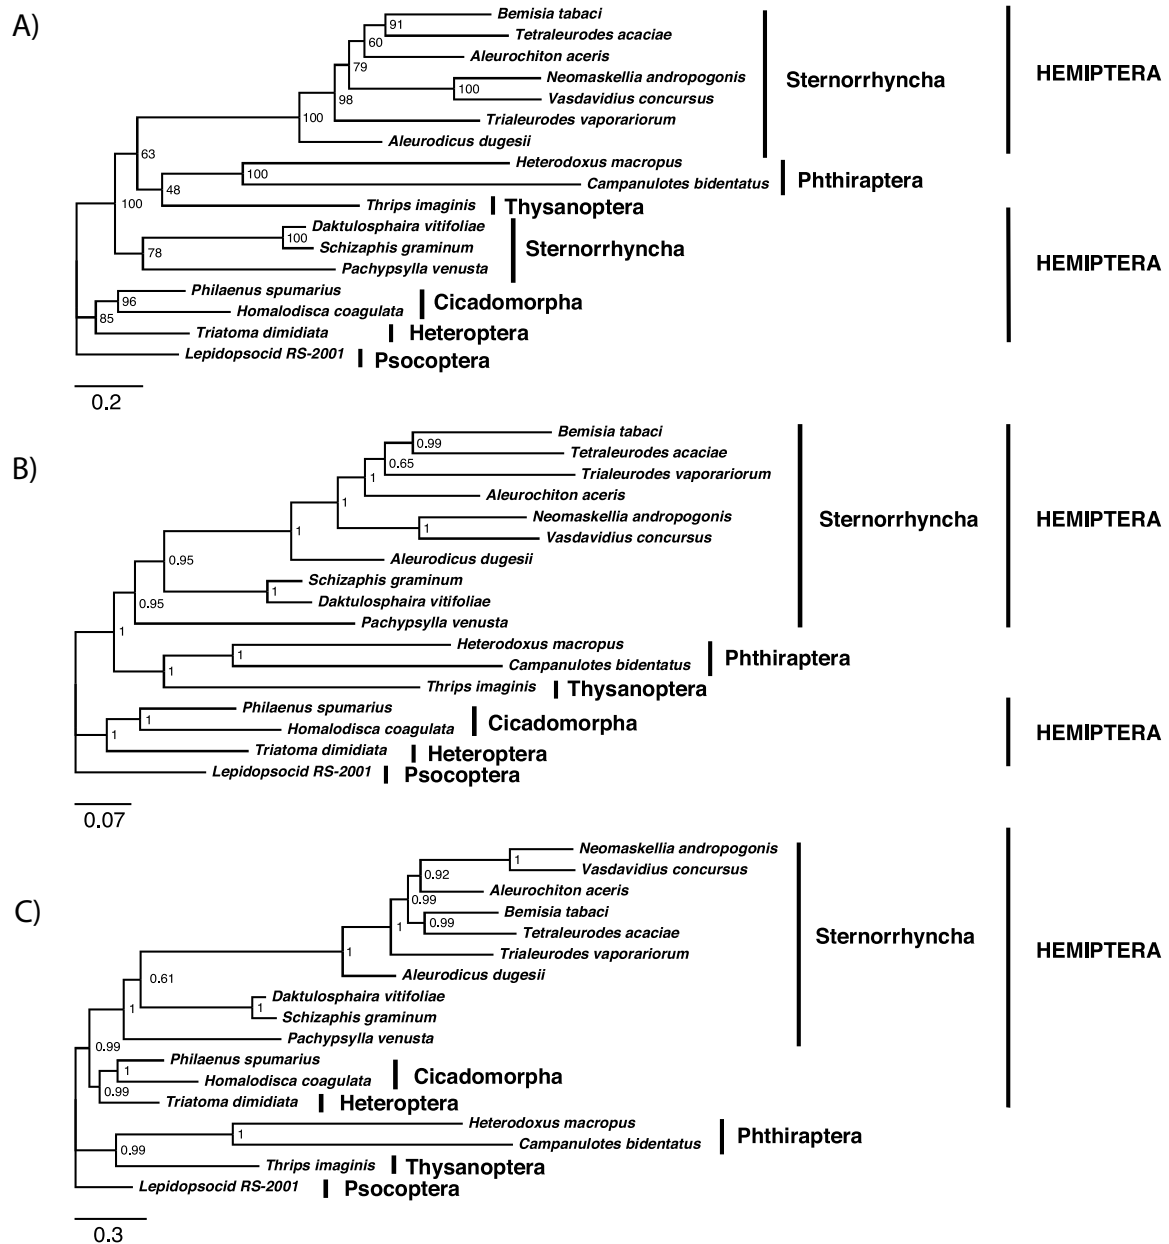 A)
Bemisia tabaci
91
Tetraleurodes acaciae
60
Aleurochiton aceris
79
Neomaskellia andropogonis
HEMIPTERA
Sternorrhyncha
100
98
Vasdavidius concursus
100
Trialeurodes vaporariorum
Aleurodicus dugesii
63
Heterodoxus macropus
100
Campanulotes bidentatus
Phthiraptera
48
100
Thrips imaginis
Thysanoptera
Daktulosphaira vitifoliae
100
Schizaphis graminum
Sternorrhyncha
78
Pachypsylla venusta
HEMIPTERA
Philaenus spumarius
96
Homalodisca coagulata
Cicadomorpha
85
Triatoma dimidiata
Heteroptera
Lepidopsocid RS-2001
Psocoptera
0.2
B)
Bemisia tabaci
0.99
Tetraleurodes acaciae
0.65
Trialeurodes vaporariorum
1
Aleurochiton aceris
1
Neomaskellia andropogonis
Sternorrhyncha
HEMIPTERA
1
1
Vasdavidius concursus
Aleurodicus dugesii
0.95
Schizaphis graminum
1
Daktulosphaira vitifoliae
0.95
Pachypsylla venusta
1
Heterodoxus macropus
1
Campanulotes bidentatus
Phthiraptera
1
Thrips imaginis
Thysanoptera
Philaenus spumarius
1
Homalodisca coagulata
Cicadomorpha
HEMIPTERA
1
Triatoma dimidiata
Heteroptera
Lepidopsocid RS-2001
Psocoptera
0.07
C)
Neomaskellia andropogonis
1
Vasdavidius concursus
0.92
Aleurochiton aceris
0.99
Bemisia tabaci
0.99
1
Tetraleurodes acaciae
Sternorrhyncha
HEMIPTERA
1
Trialeurodes vaporariorum
Aleurodicus dugesii
0.61
Daktulosphaira vitifoliae
1
1
Schizaphis graminum
Pachypsylla venusta
0.99
Philaenus spumarius
1
Homalodisca coagulata
Cicadomorpha
0.99
Triatoma dimidiata
Heteroptera
Heterodoxus macropus
1
Campanulotes bidentatus
Phthiraptera
0.99
Thrips imaginis
Thysanoptera
Lepidopsocid RS-2001
Psocoptera
0.3